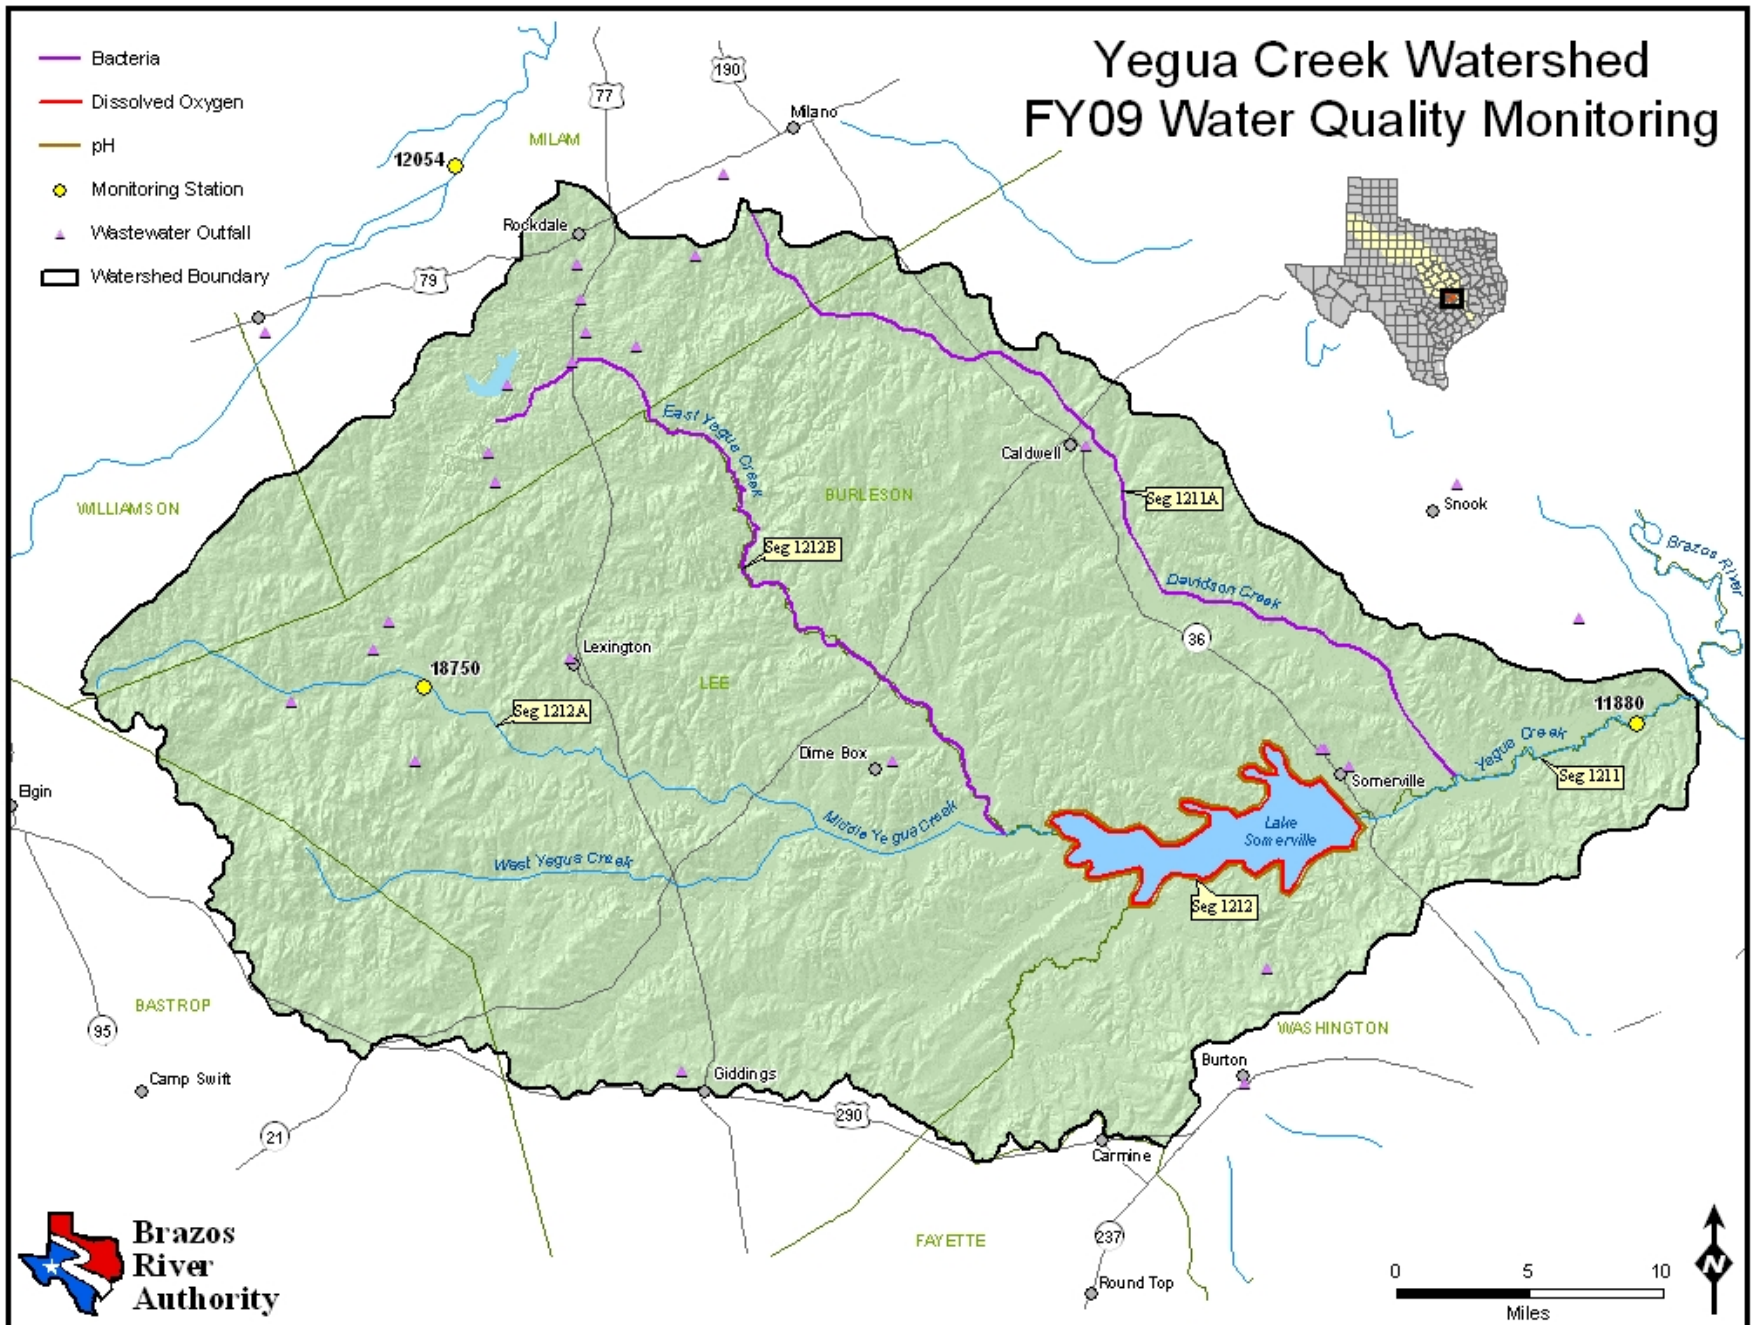 Yegua Creek Watershed
FY09 Water Quality Monitoring
Bacteria
Dissolved Oxygen
pH
Monitoring Station
Wastewater Outfall
Watershed Boundary
190
77
Milano
MILAM
12054
Rockdale
79
East Yegua Creek
Caldwell
BURLESON
Seg 1211A
Snook
WILLIAMSON
Seg 1212B
Brazos River
Davidson Creek
36
Lexington
18750
LEE
Seg 1212A
11880
Yegua Creek
Dime Box
Seg 1211
Somerville
Elgin
Middle Yegua Creek
Lake
Somerville
West Yegua Creek
Seg 1212
BASTROP
95
WASHINGTON
Burton
Camp Swift
Giddings
290
21
Carmine
FAYETTE
237
Round Top
Brazos
River
Authority
N
0 5 10
Miles